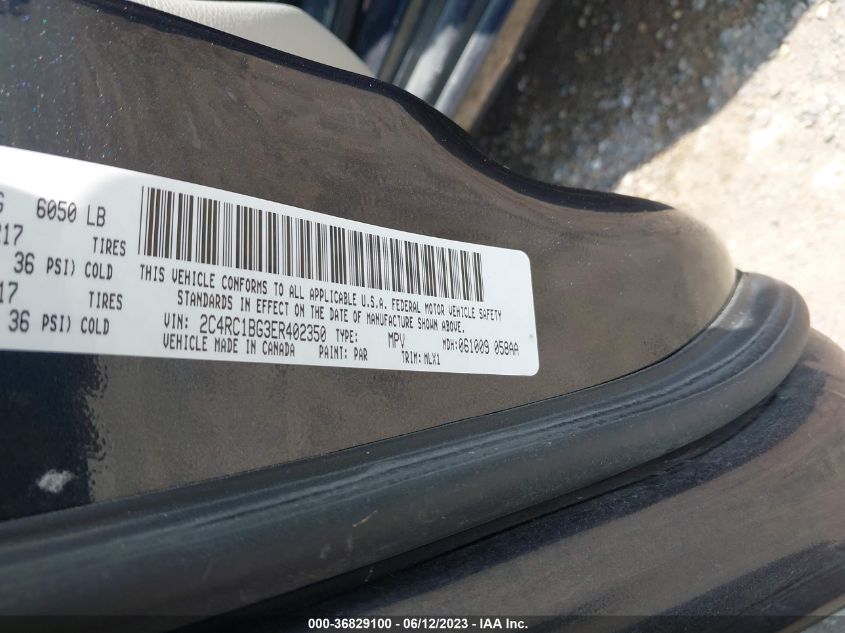 6050 LB
17 TIRES
36 PSI) COLD
17 TIRES
36 PSI) COLD
THIS VEHICLE CONFORMS TO ALL APPLICABLE U.S.A. FEDERAL MOTOR VEHICLE SAFETY
STANDARDS IN EFFECT ON THE DATE OF MANUFACTURE SHOWN ABOVE.
VIN: 2C4RC1BG3ER402350 TYPE: MPV MDH:061009 058AA
VEHICLE MADE IN CANADA PAINT: PAR TRIM: MLX1
000-36829100 - 06/12/2023 - IAA Inc.